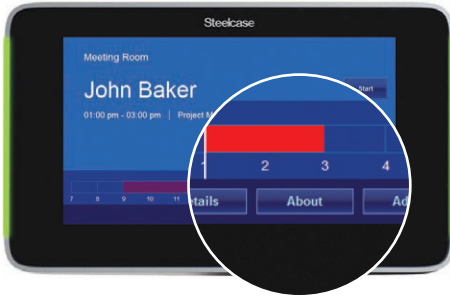 Steelcase
Meeting Room
John Baker
Start
01:00 pm - 03:00 pm | Project M
1 2 3 4
7 8 9 10 11
etails About Ad